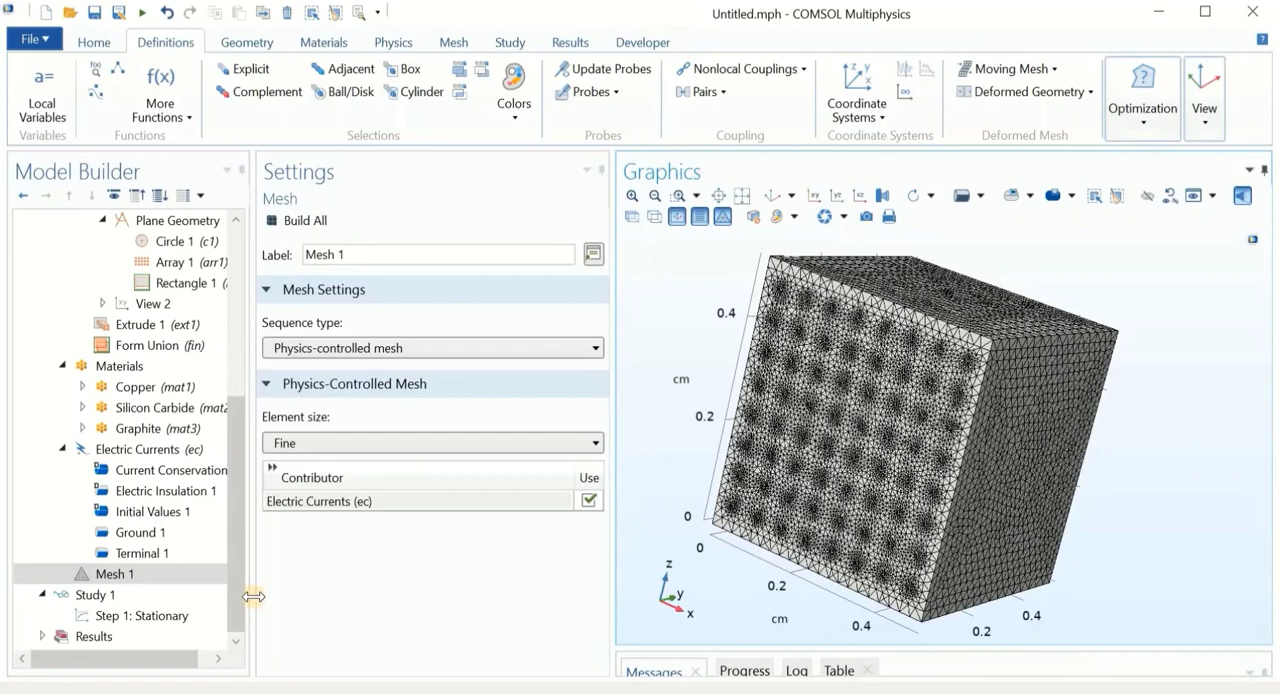 Untitled.mph - COMSOL Multiphysics
File Home Definitions Geometry Materials Physics Mesh Study Results Developer
a= f(x) Explicit Adjacent Box Update Probes Nonlocal Couplings Moving Mesh
Local Variables More Functions Complement Ball/Disk Cylinder Colors Probes Pairs Coordinate Systems Deformed Geometry Optimization View
Variables Functions Selections Probes Coupling Coordinate Systems Deformed Mesh
Model Builder
Plane Geometry
Circle 1 (c1)
Array 1 (arr1)
Rectangle 1 (
View 2
Extrude 1 (ext1)
Form Union (fin)
Materials
Copper (mat1)
Silicon Carbide (mat2
Graphite (mat3)
Electric Currents (ec)
Current Conservation
Electric Insulation 1
Initial Values 1
Ground 1
Terminal 1
Mesh 1
Study 1
Step 1: Stationary
Results
Settings
Mesh
Build All
Label: Mesh 1
Mesh Settings
Sequence type:
Physics-controlled mesh
Physics-Controlled Mesh
Element size:
Fine
Contributor Use
Electric Currents (ec)
Graphics
0.4
cm
0.2
0
0
0.2
cm
0.4
0.2
0.4
z
y
x
Messages Progress Log Table